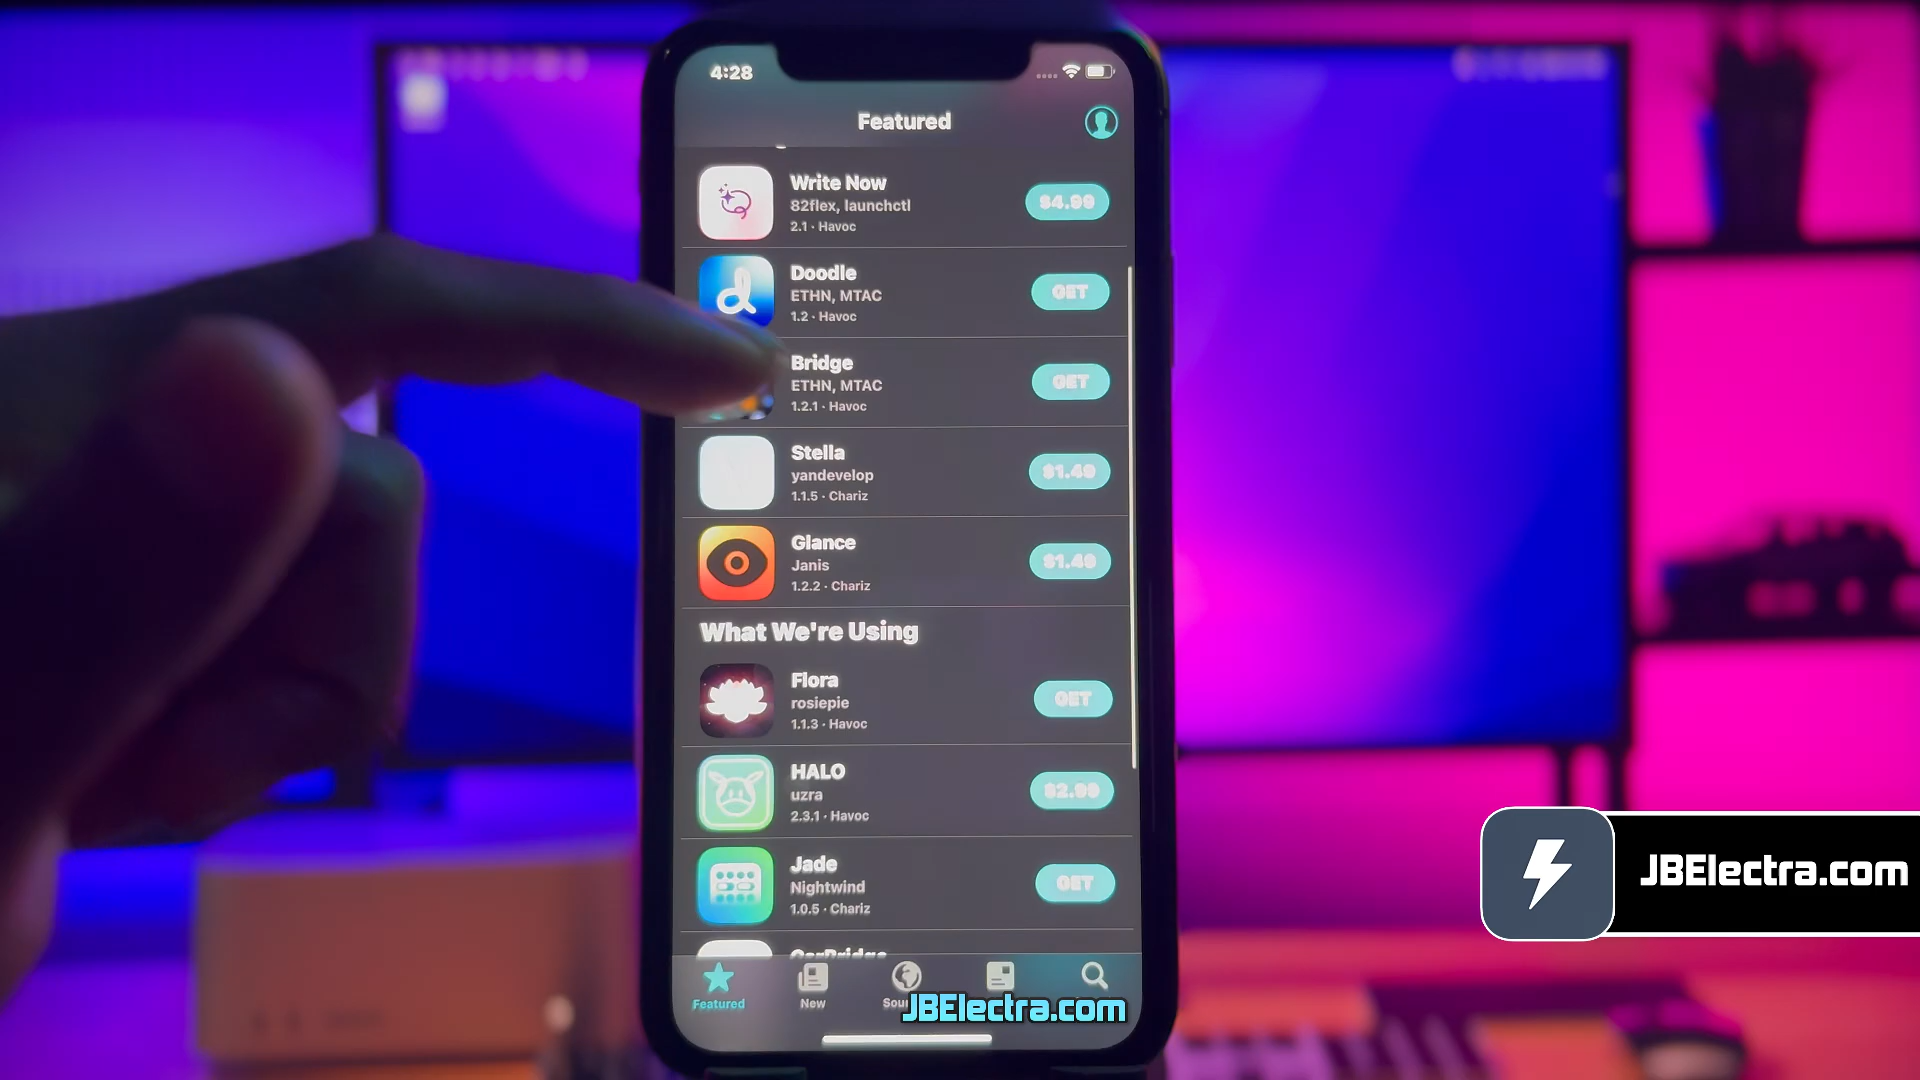 4:28
Featured
Write Now
82flex, launchctl
2.1 · Havoc
$4.99
Doodle
ETHN, MTAC
1.2 · Havoc
GET
Bridge
ETHN, MTAC
1.2.1 · Havoc
GET
Stella
yandevelop
1.1.5 · Chariz
$1.49
Glance
Janis
1.2.2 · Chariz
$1.49
What We're Using
Flora
rosiepie
1.1.3 · Havoc
GET
HALO
uzra
2.3.1 · Havoc
$2.99
Jade
Nightwind
1.0.5 · Chariz
GET
CarBridge
Featured
New
JBElectra.com
JBElectra.com